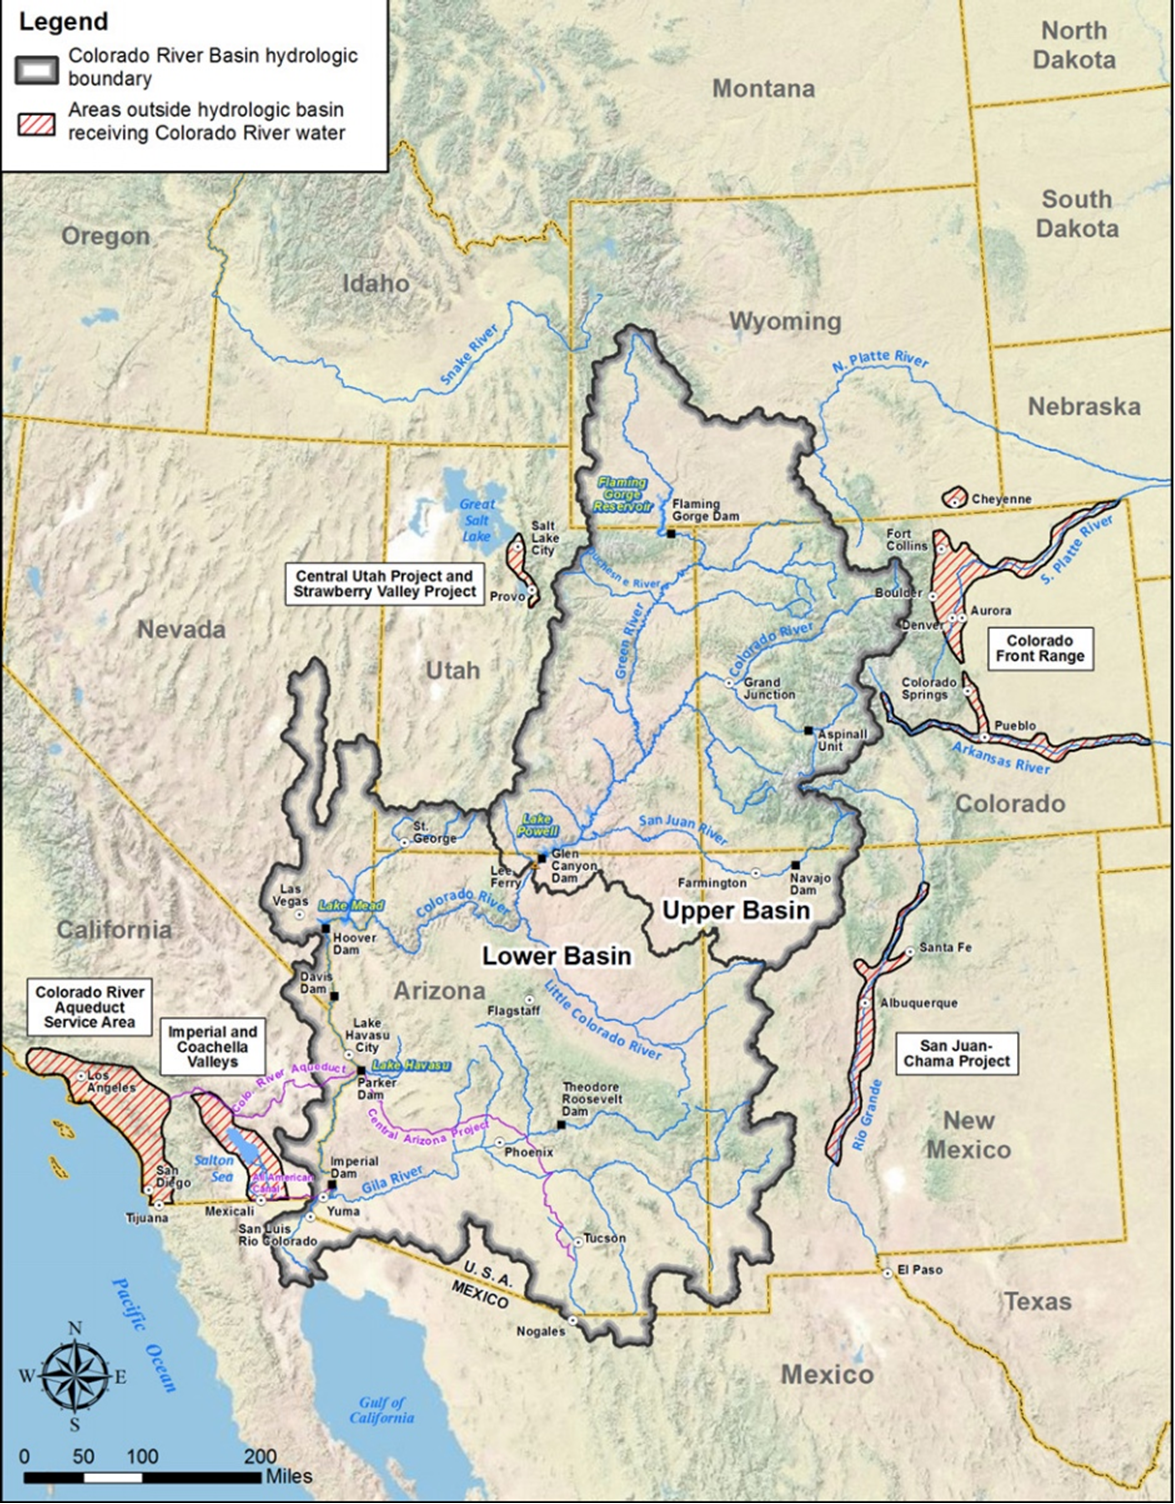 Legend
Colorado River Basin hydrologic
boundary
Areas outside hydrologic basin
receiving Colorado River water
North
Dakota
Montana
South
Dakota
Oregon
Idaho
Wyoming
Snake River
N. Platte River
Nebraska
Flaming
Gorge
Reservoir
Flaming
Gorge Dam
Cheyenne
Great
Salt
Lake
Salt
Lake
City
Fort
Collins
S. Platte River
Central Utah Project and
Strawberry Valley Project
Provo
Duchesne River
Boulder
Aurora
Denver
Nevada
Utah
Green River
Colorado River
Colorado
Front Range
Grand
Junction
Colorado
Springs
Pueblo
Aspinall
Unit
Arkansas River
Colorado
Lake
Powell
San Juan River
St.
George
Glen
Canyon
Dam
Lee
Ferry
Farmington
Navajo
Dam
Las
Vegas
Lake Mead
Colorado River
Upper Basin
California
Hoover
Dam
Lower Basin
Santa Fe
Davis
Dam
Arizona
Flagstaff
Little Colorado River
Albuquerque
Colorado River
Aqueduct
Service Area
Imperial and
Coachella
Valleys
Lake
Havasu
City
San Juan-
Chama Project
Lake Havasu
Los
Angeles
Colo. River Aqueduct
Parker
Dam
Theodore
Roosevelt
Dam
Central Arizona Project
Rio Grande
New
Mexico
Phoenix
Salton
Sea
Imperial
Dam
Gila River
San
Diego
All American
Canal
Tijuana
Mexicali
Yuma
San Luis
Rio Colorado
Tucson
U. S. A.
MEXICO
El Paso
Texas
Nogales
Pacific Ocean
Mexico
Gulf of
California
N
W
E
S
0 50 100 200
Miles